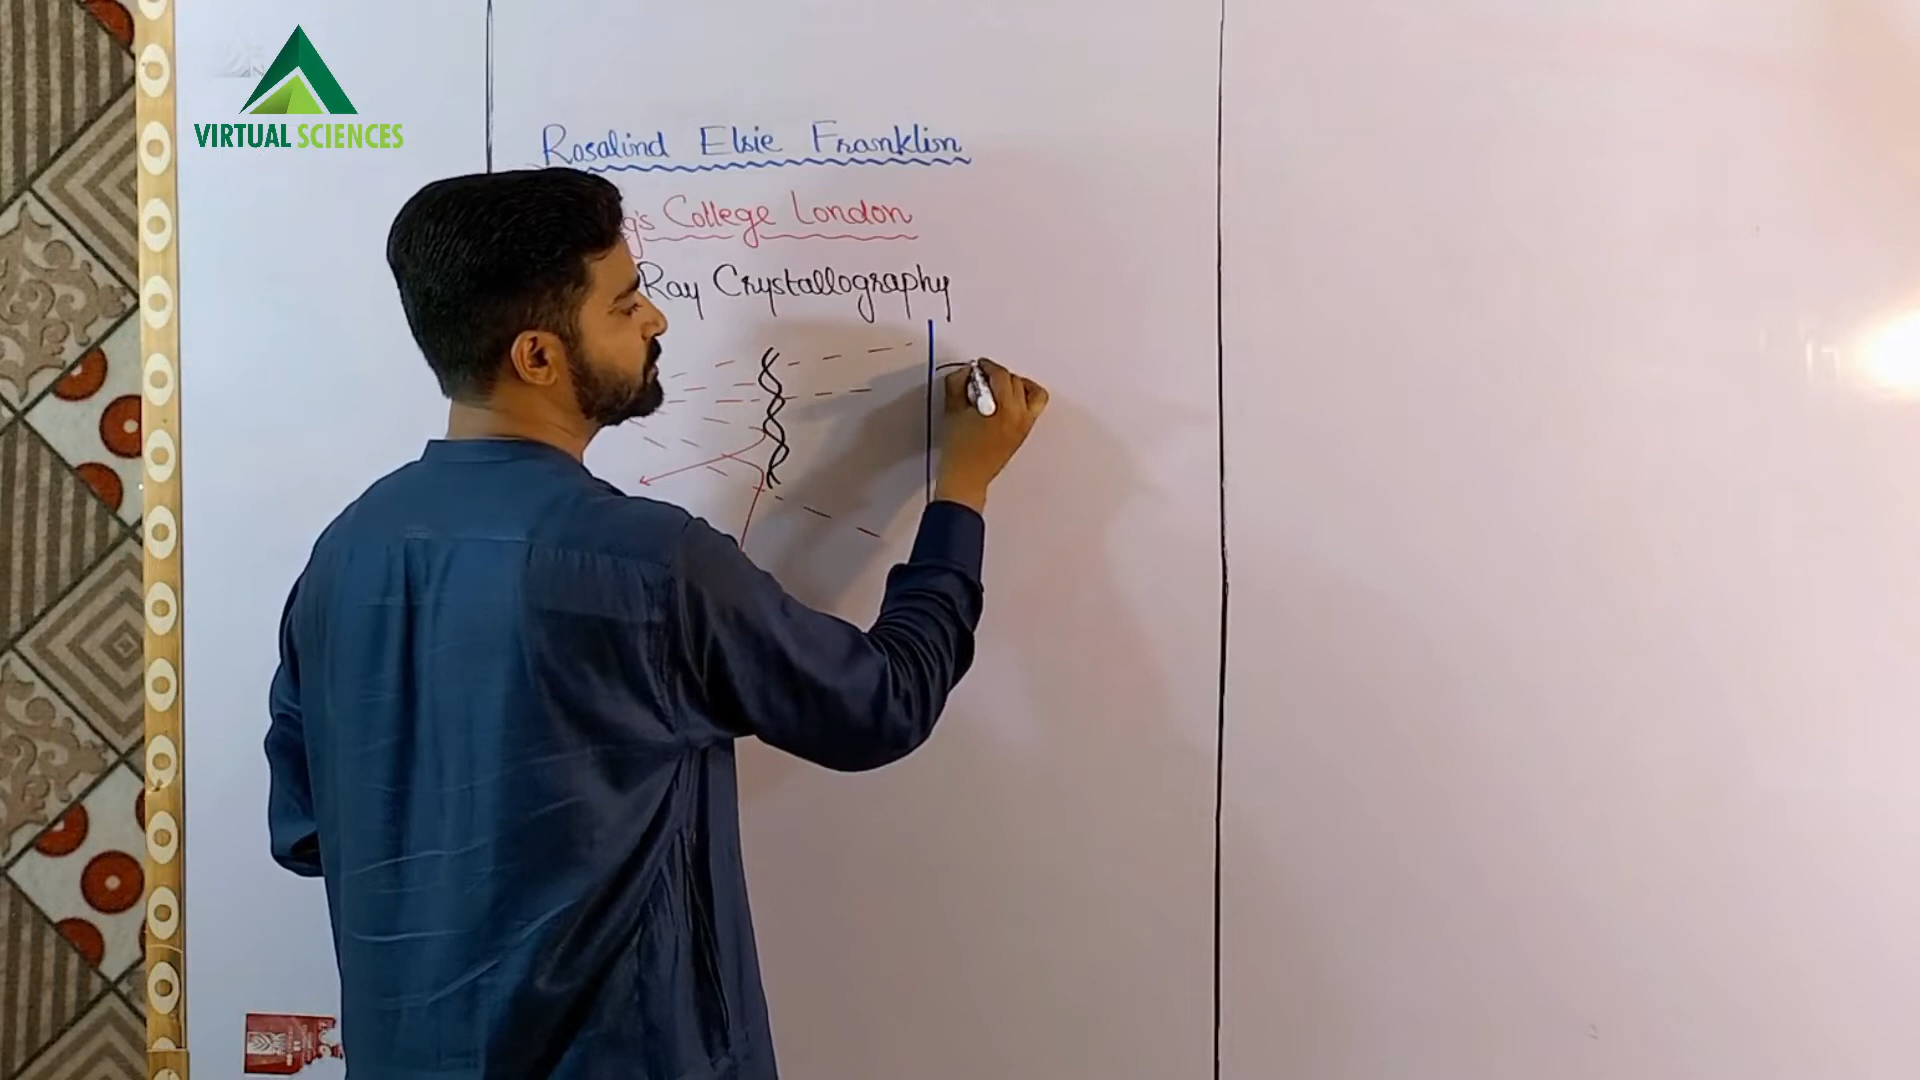 VIRTUAL SCIENCES
Rosalind Elsie Franklin
g's College London
Ray Crystallography